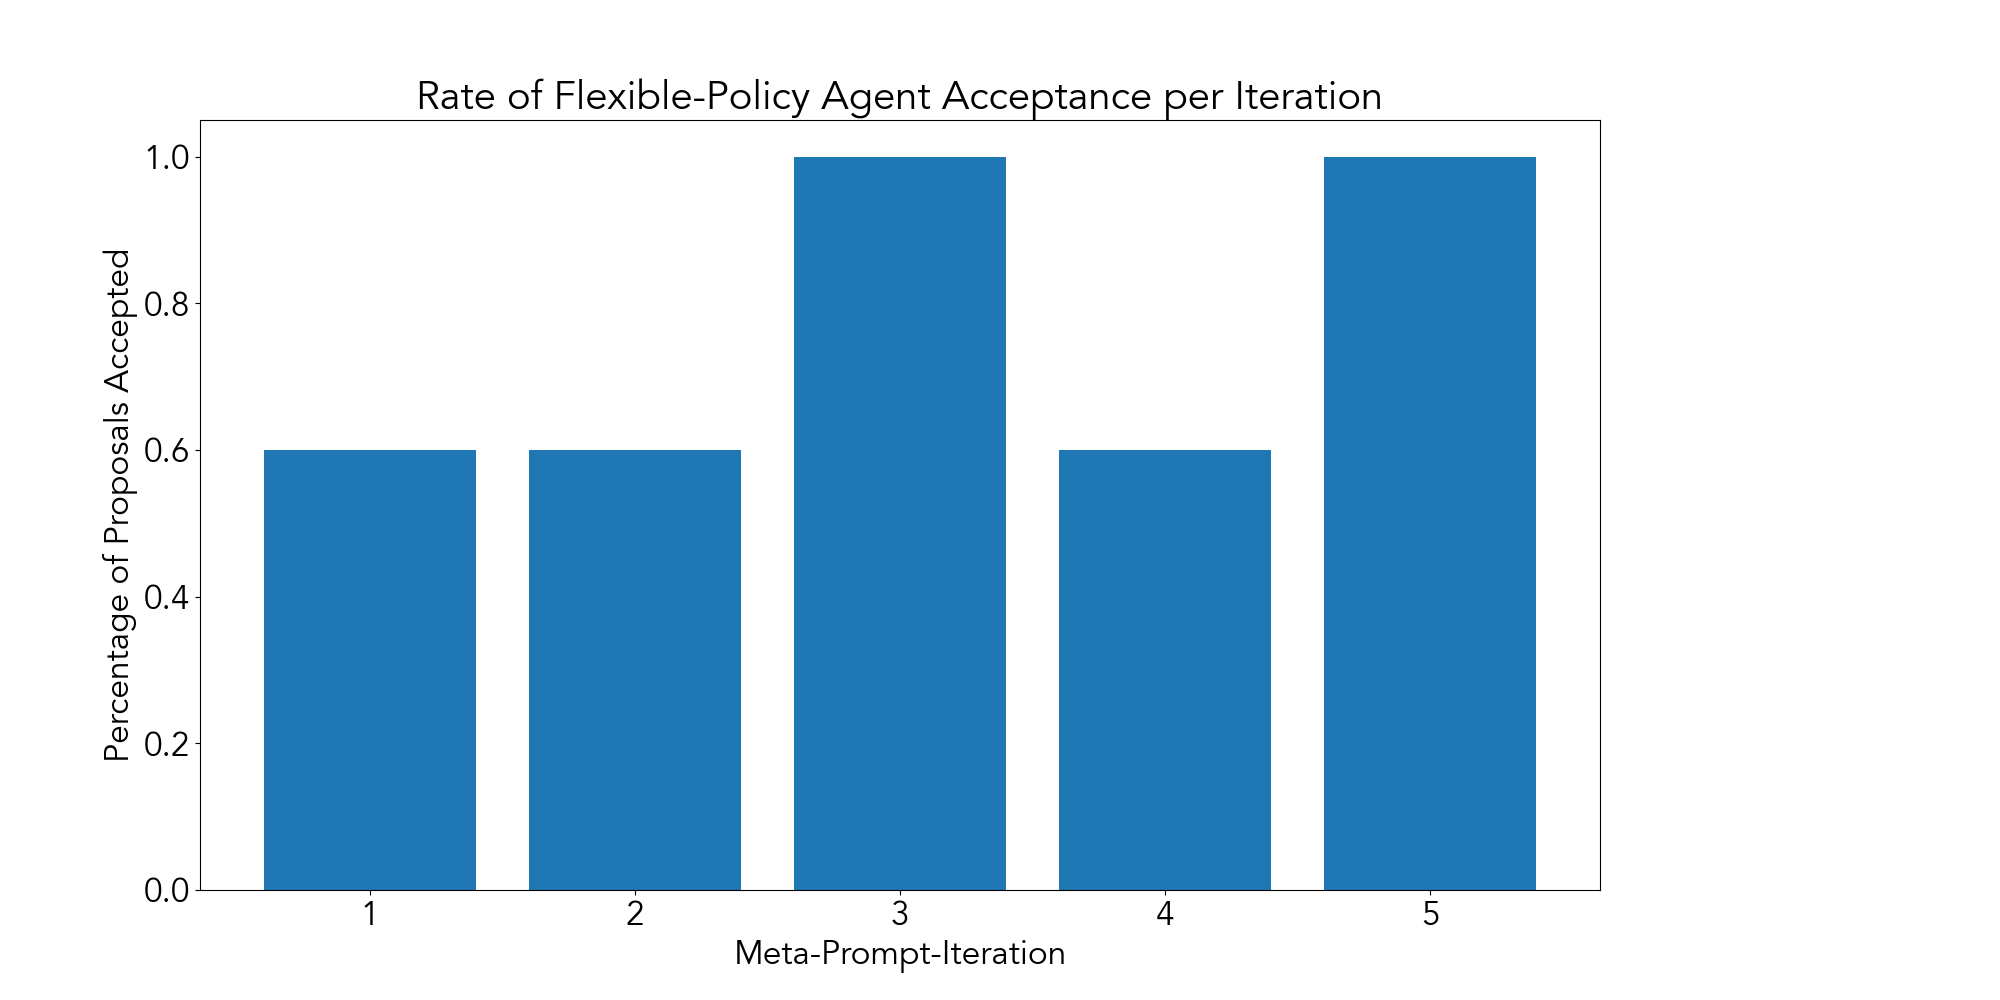 Rate of Flexible-Policy Agent Acceptance per Iteration
Percentage of Proposals Accepted
1.0
0.8
0.6
0.4
0.2
0.0
1 2 3 4 5
Meta-Prompt-Iteration